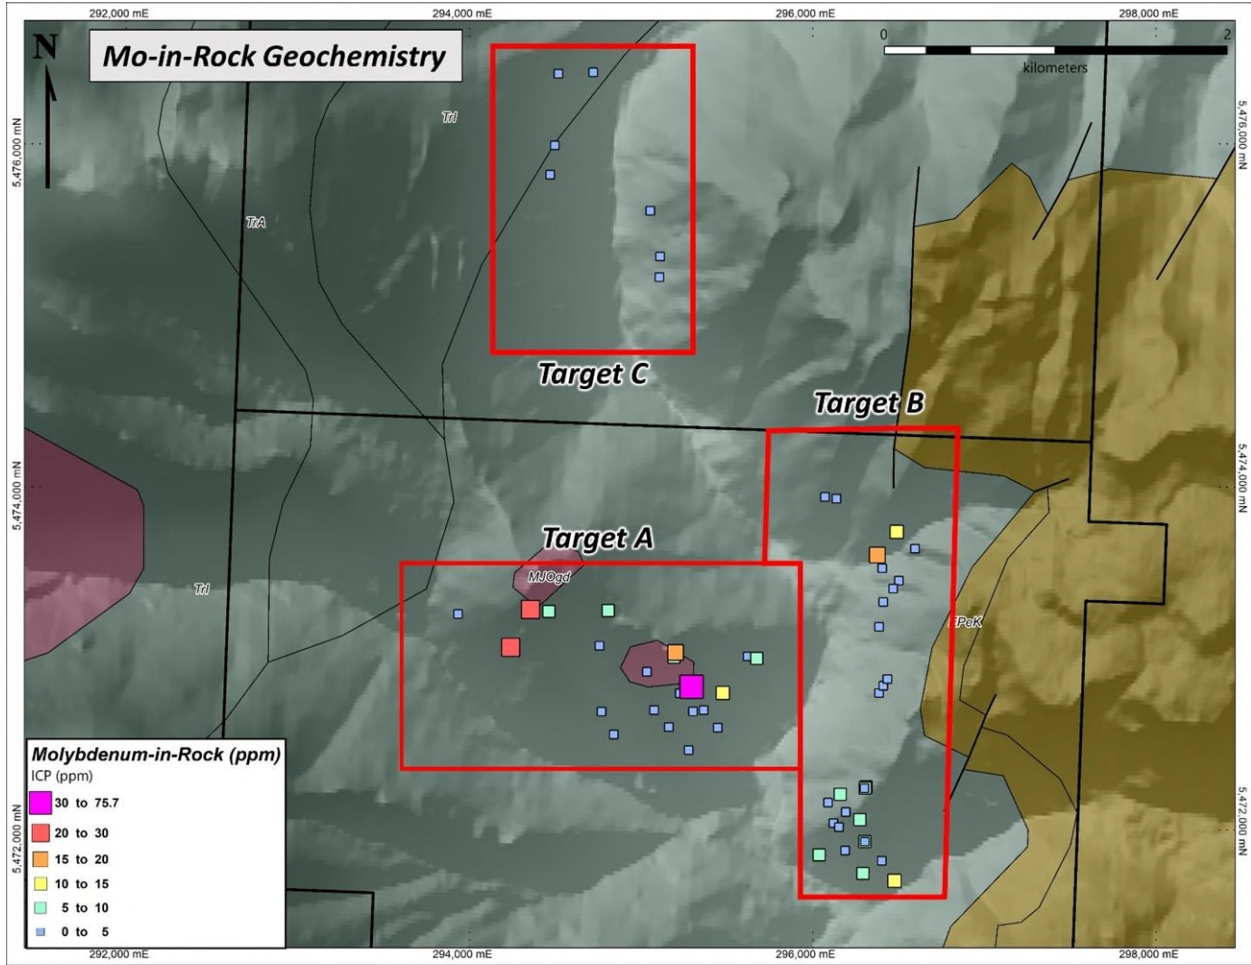 292,000 mE
294,000 mE
296,000 mE
298,000 mE
N
Mo-in-Rock Geochemistry
0
2
kilometers
TrI
5,476,000 mN
5,476,000 mN
TrA
Target C
Target B
5,474,000 mN
5,474,000 mN
Target A
MJOgd
TrI
Molybdenum-in-Rock (ppm)
ICP (ppm)
30 to 75.7
20 to 30
15 to 20
10 to 15
5 to 10
0 to 5
5,472,000 mN
5,472,000 mN
292,000 mE
294,000 mE
296,000 mE
298,000 mE